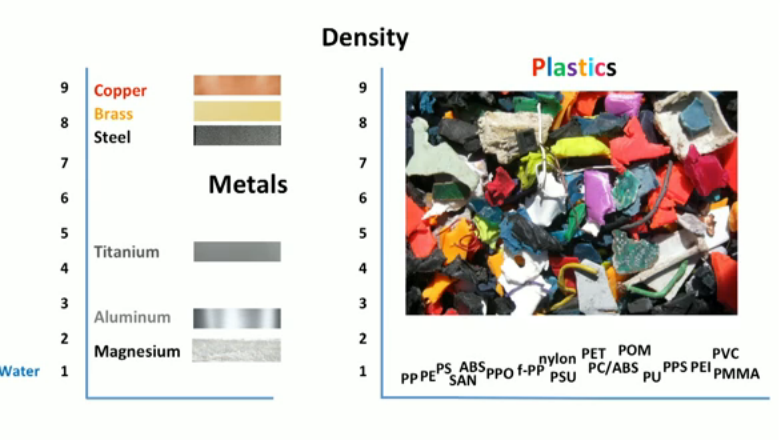 Density
Plastics
9
Copper
Brass
8
Steel
7
Metals
6
5
Titanium
4
3
Aluminum
2
Magnesium
Water 1
9
8
7
6
5
4
3
2
1
PP PE PS SAN ABS PPO f-PP nylon PSU PET PC/ABS POM PU PPS PEI PVC PMMA